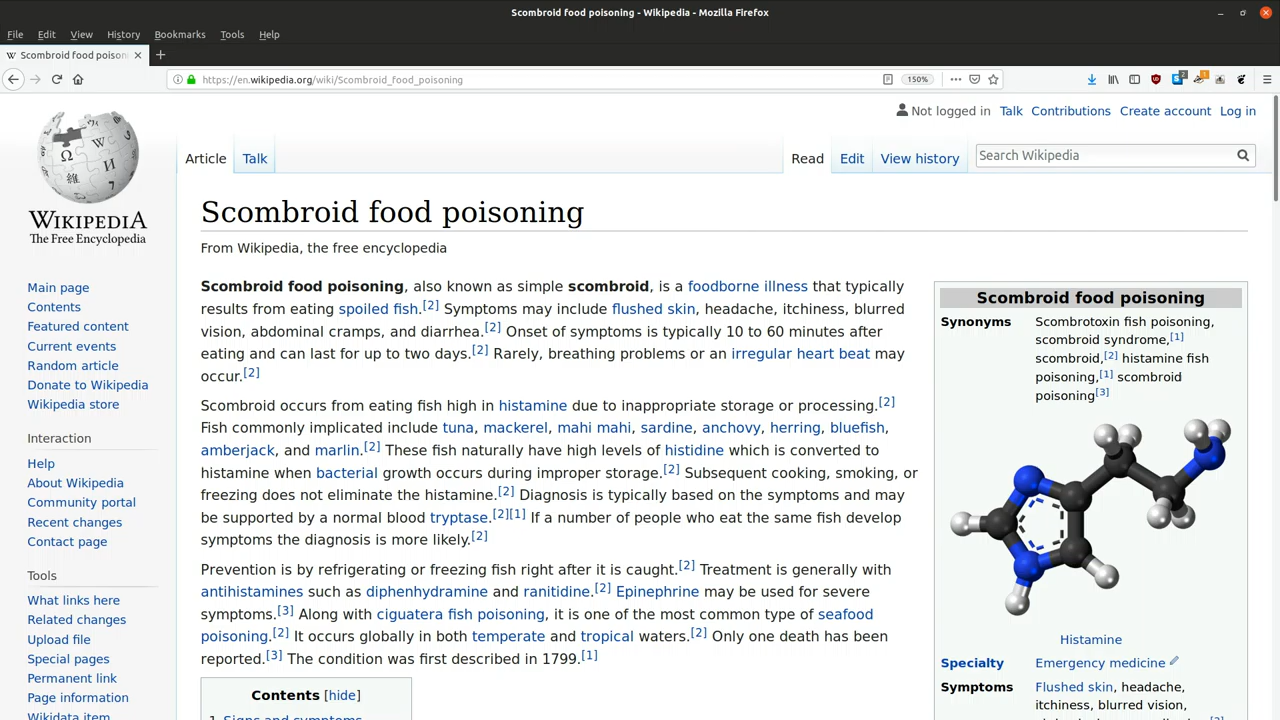 Scombroid food poisoning - Wikipedia - Mozilla Firefox
File Edit View History Bookmarks Tools Help
Scombroid food poison
https://en.wikipedia.org/wiki/Scombroid_food_poisoning 150%
Not logged in Talk Contributions Create account Log in
Article Talk Read Edit View history Search Wikipedia
WIKIPEDIA
The Free Encyclopedia
Main page
Contents
Featured content
Current events
Random article
Donate to Wikipedia
Wikipedia store
Interaction
Help
About Wikipedia
Community portal
Recent changes
Contact page
Tools
What links here
Related changes
Upload file
Special pages
Permanent link
Page information
Wikidata item
Scombroid food poisoning
From Wikipedia, the free encyclopedia
Scombroid food poisoning, also known as simple scombroid, is a foodborne illness that typically
results from eating spoiled fish.[2] Symptoms may include flushed skin, headache, itchiness, blurred
vision, abdominal cramps, and diarrhea.[2] Onset of symptoms is typically 10 to 60 minutes after
eating and can last for up to two days.[2] Rarely, breathing problems or an irregular heart beat may
occur.[2]
Scombroid occurs from eating fish high in histamine due to inappropriate storage or processing.[2]
Fish commonly implicated include tuna, mackerel, mahi mahi, sardine, anchovy, herring, bluefish,
amberjack, and marlin.[2] These fish naturally have high levels of histidine which is converted to
histamine when bacterial growth occurs during improper storage.[2] Subsequent cooking, smoking, or
freezing does not eliminate the histamine.[2] Diagnosis is typically based on the symptoms and may
be supported by a normal blood tryptase.[2][1] If a number of people who eat the same fish develop
symptoms the diagnosis is more likely.[2]
Prevention is by refrigerating or freezing fish right after it is caught.[2] Treatment is generally with
antihistamines such as diphenhydramine and ranitidine.[2] Epinephrine may be used for severe
symptoms.[3] Along with ciguatera fish poisoning, it is one of the most common type of seafood
poisoning.[2] It occurs globally in both temperate and tropical waters.[2] Only one death has been
reported.[3] The condition was first described in 1799.[1]
Contents [hide]
1 Signs and symptoms
Scombroid food poisoning
Synonyms Scombrotoxin fish poisoning,
scombroid syndrome,[1]
scombroid,[2] histamine fish
poisoning,[1] scombroid
poisoning[3]
Histamine
Specialty Emergency medicine
Symptoms Flushed skin, headache,
itchiness, blurred vision,